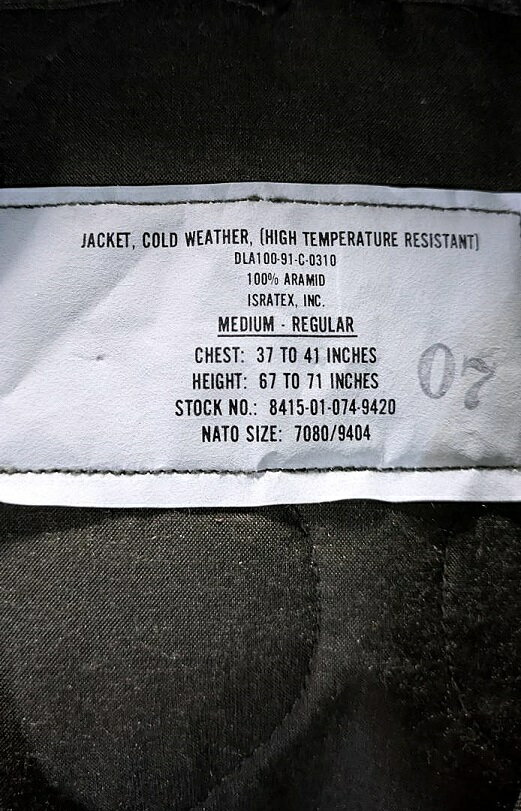 JACKET, COLD WEATHER, (HIGH TEMPERATURE RESISTANT)
DLA100-91-C-0310
100% ARAMID
ISRATEX, INC.
MEDIUM - REGULAR
CHEST: 37 TO 41 INCHES
HEIGHT: 67 TO 71 INCHES
STOCK NO.: 8415-01-074-9420
NATO SIZE: 7080/9404
07